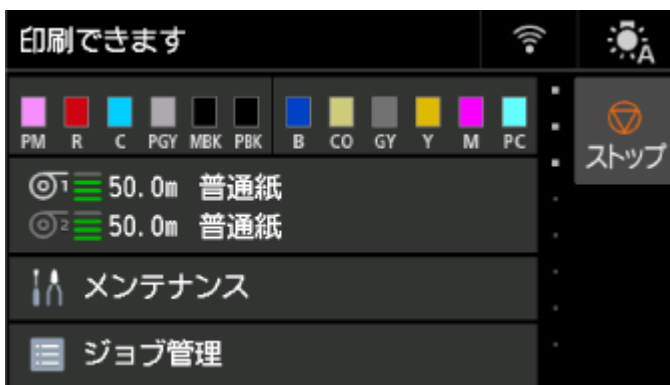 印刷できます
A
PM R C PGY MBK PBK B CO GY Y M PC
ストップ
1 50.0m 普通紙
2 50.0m 普通紙
メンテナンス
ジョブ管理